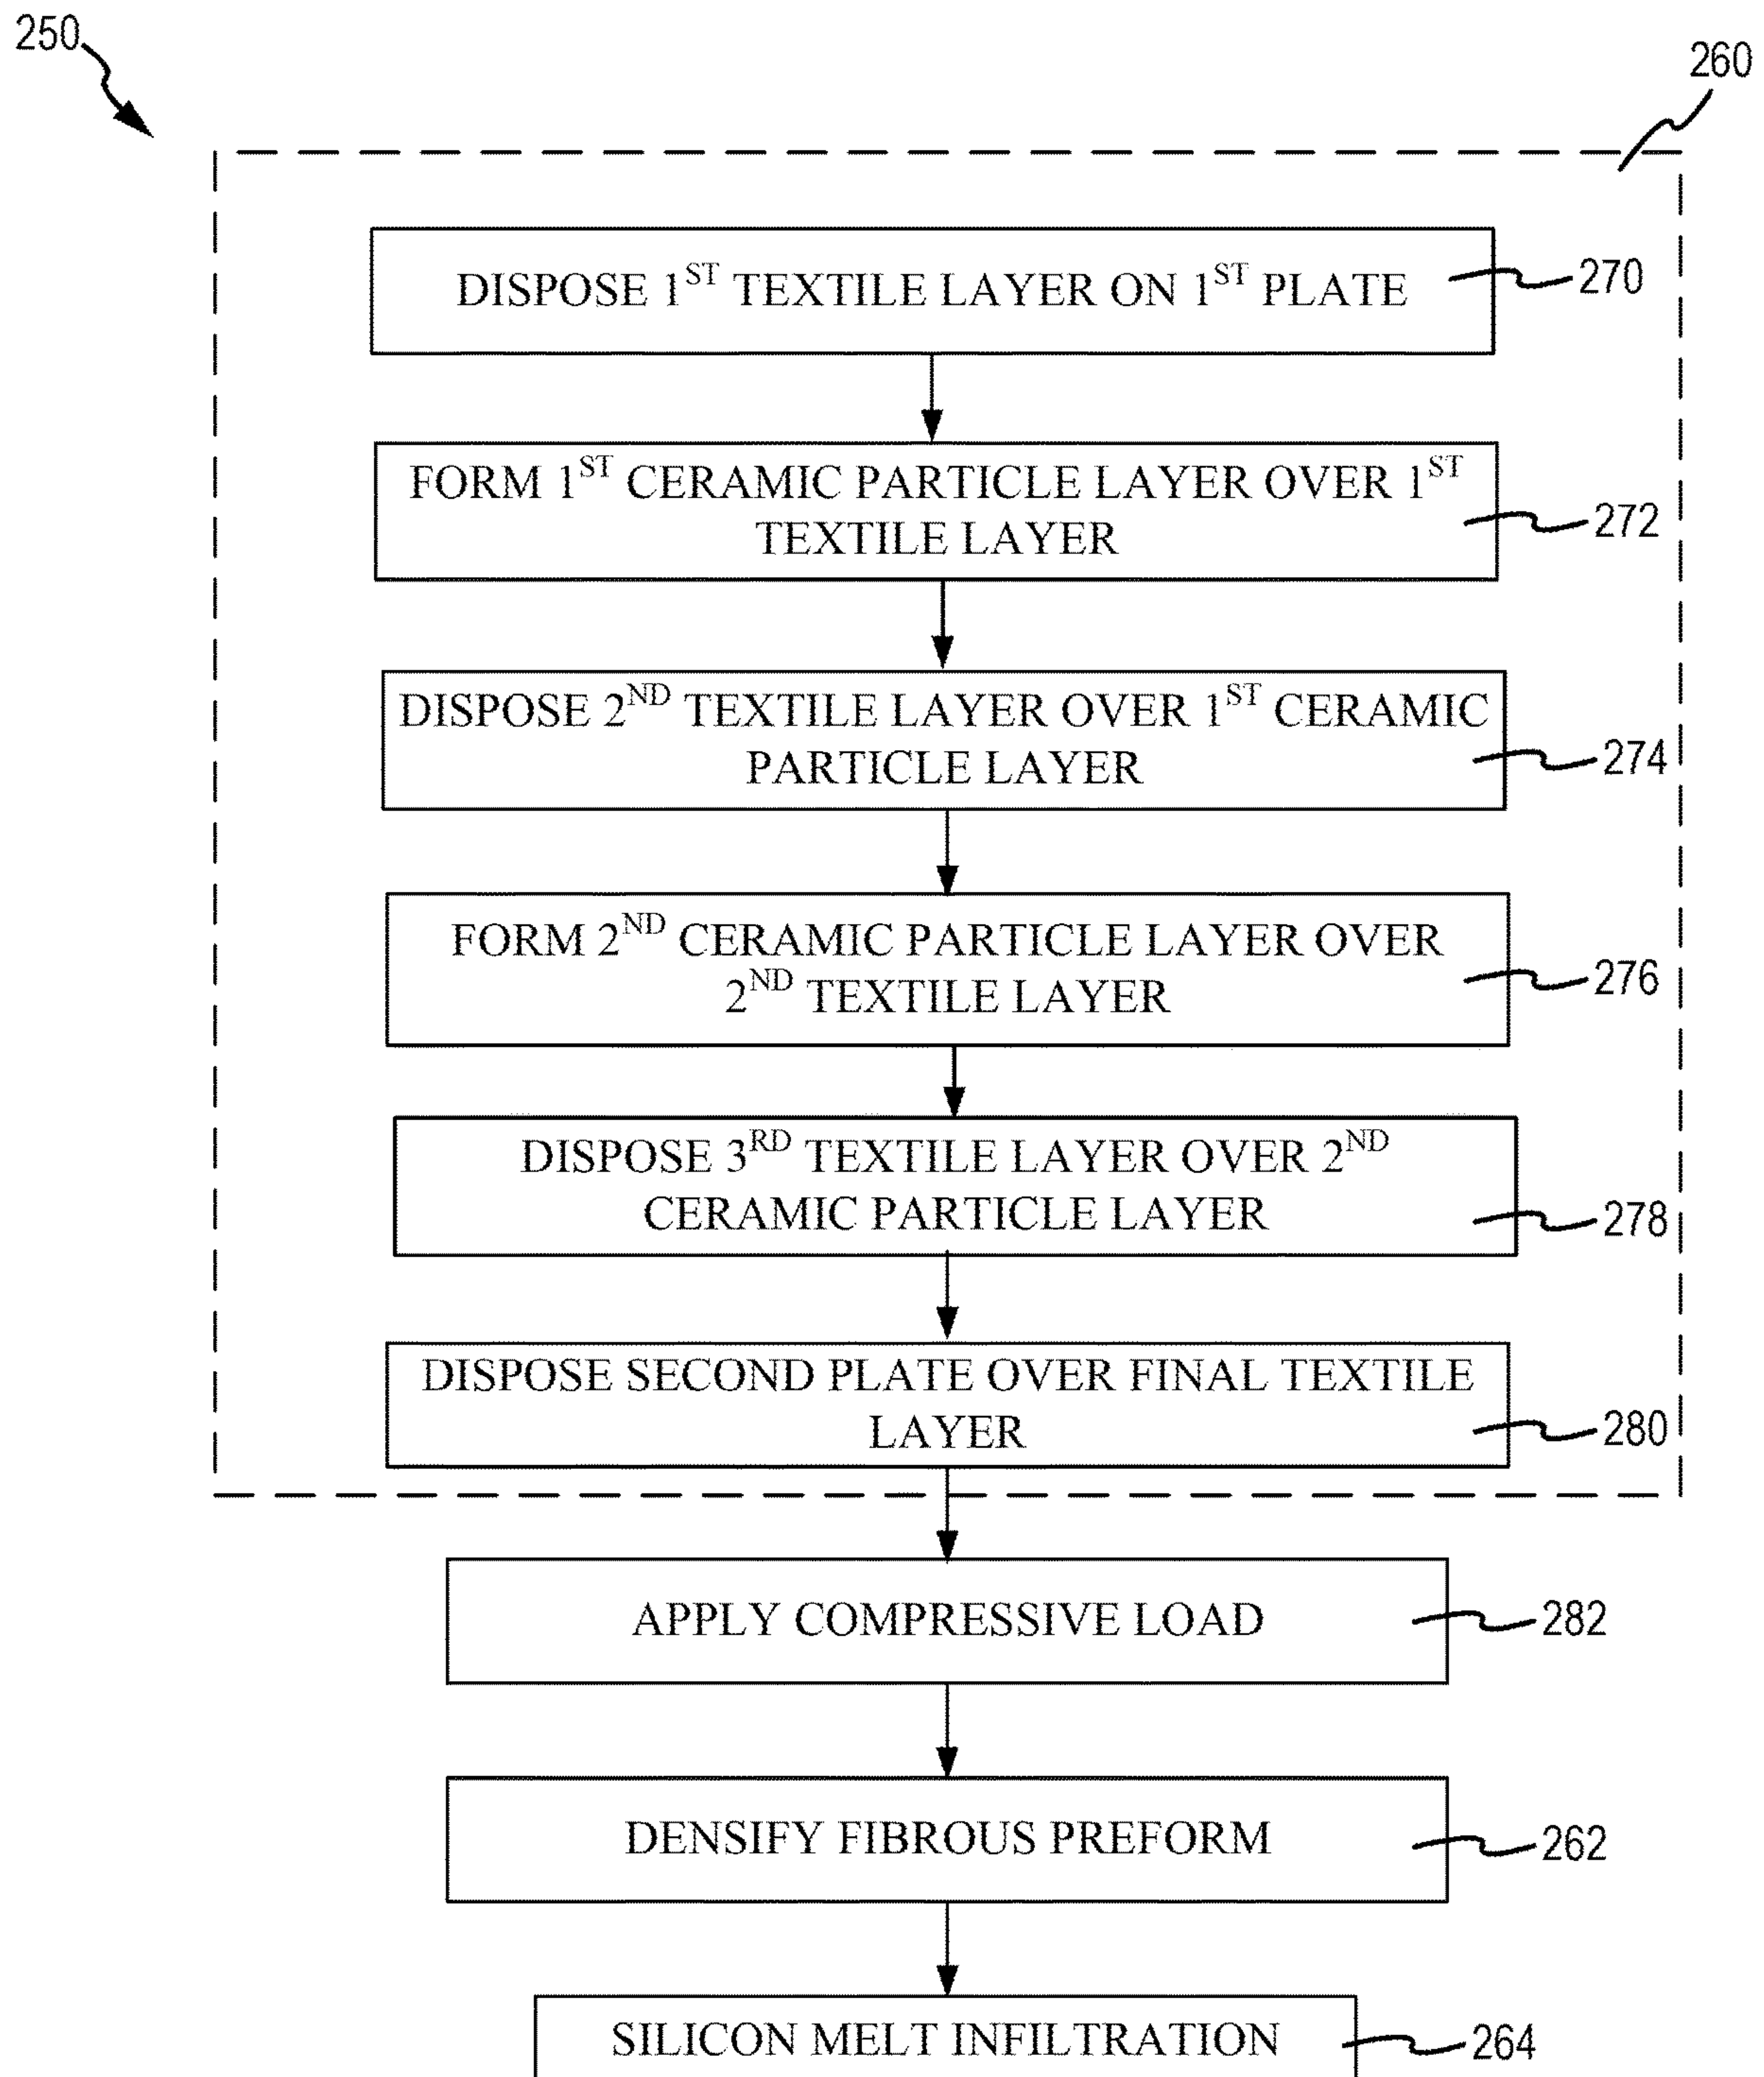 250
260
DISPOSE 1ST TEXTILE LAYER ON 1ST PLATE
270
FORM 1ST CERAMIC PARTICLE LAYER OVER 1ST
TEXTILE LAYER
272
DISPOSE 2ND TEXTILE LAYER OVER 1ST CERAMIC
PARTICLE LAYER
274
FORM 2ND CERAMIC PARTICLE LAYER OVER
2ND TEXTILE LAYER
276
DISPOSE 3RD TEXTILE LAYER OVER 2ND
CERAMIC PARTICLE LAYER
278
DISPOSE SECOND PLATE OVER FINAL TEXTILE
LAYER
280
APPLY COMPRESSIVE LOAD
282
DENSIFY FIBROUS PREFORM
262
SILICON MELT INFILTRATION
264